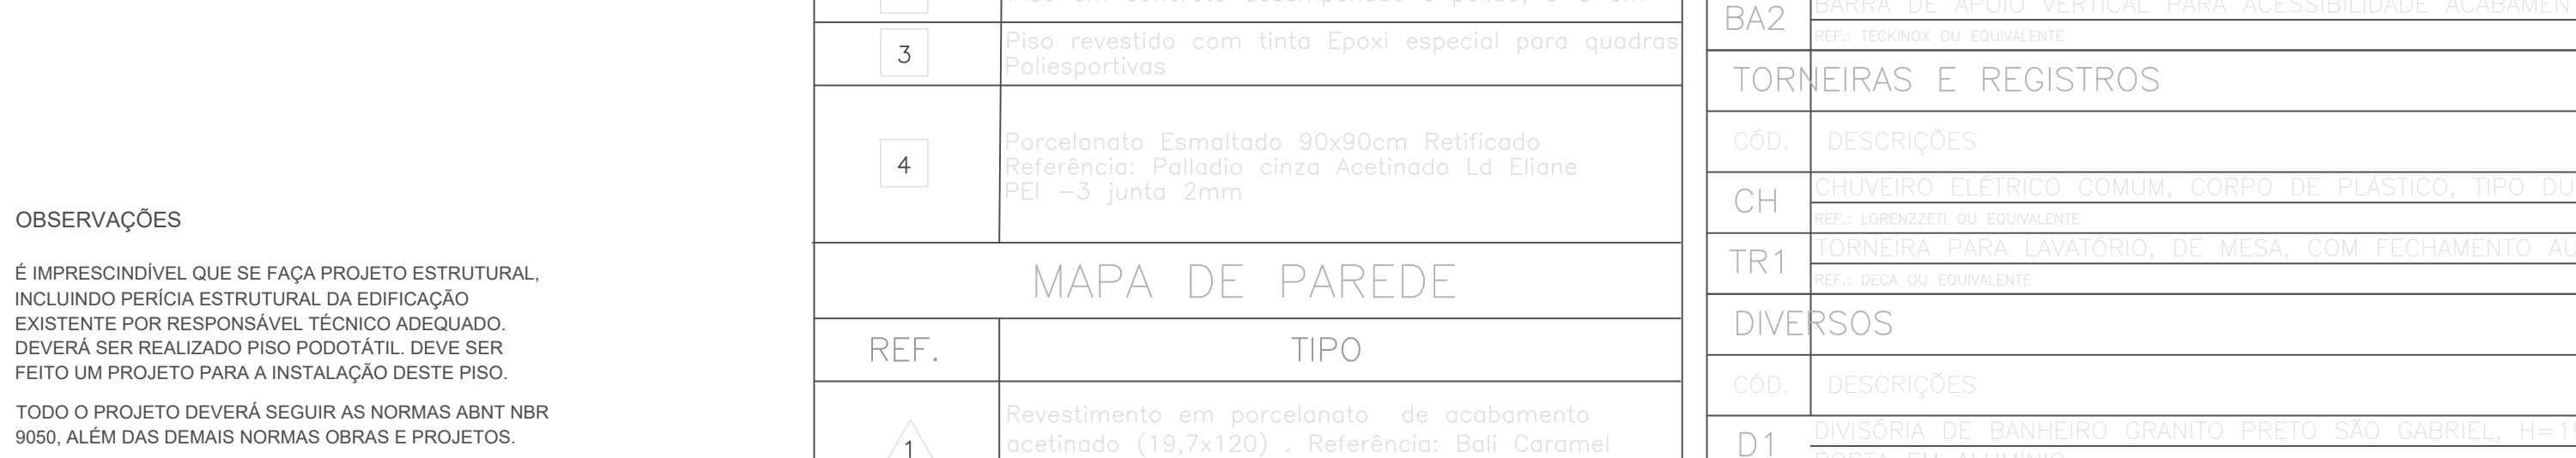 OBSERVAÇÕES
É IMPRESCINDÍVEL QUE SE FAÇA PROJETO ESTRUTURAL,
INCLUINDO PERÍCIA ESTRUTURAL DA EDIFICAÇÃO
EXISTENTE POR RESPONSÁVEL TÉCNICO ADEQUADO.
DEVERÁ SER REALIZADO PISO PODOTÁTIL. DEVE SER
FEITO UM PROJETO PARA A INSTALAÇÃO DESTE PISO.
TODO O PROJETO DEVERÁ SEGUIR AS NORMAS ABNT NBR
9050, ALÉM DAS DEMAIS NORMAS OBRAS E PROJETOS.
3
Piso revestido com tinta Epoxi especial para quadras
Poliesportivas
4
Porcelanato Esmaltado 90x90cm Retificado
Referência: Palladio cinza Acetinado Ld Eliane
PEI -3 junta 2mm
MAPA DE PAREDE
REF. TIPO
1
Revestimento em porcelanato de acabamento
acetinado (19,7x120) . Referência: Bali Caramel
BA2
BARRA DE APOIO VERTICAL PARA ACESSIBILIDADE
REF.: TECKINOX OU EQUIVALENTE
TORNEIRAS E REGISTROS
CÓD. DESCRIÇÕES
CH
CHUVEIRO ELÉTRICO COMUM, CORPO DE PLÁSTICO, TIPO
REF.: LORENZZETI OU EQUIVALENTE
TR1
TORNEIRA PARA LAVATÓRIO, DE MESA, COM FECHAMENTO
REF.: DECA OU EQUIVALENTE
DIVERSOS
CÓD. DESCRIÇÕES
D1
DIVISÓRIA DE BANHEIRO GRANITO PRETO SÃO GABRIEL,